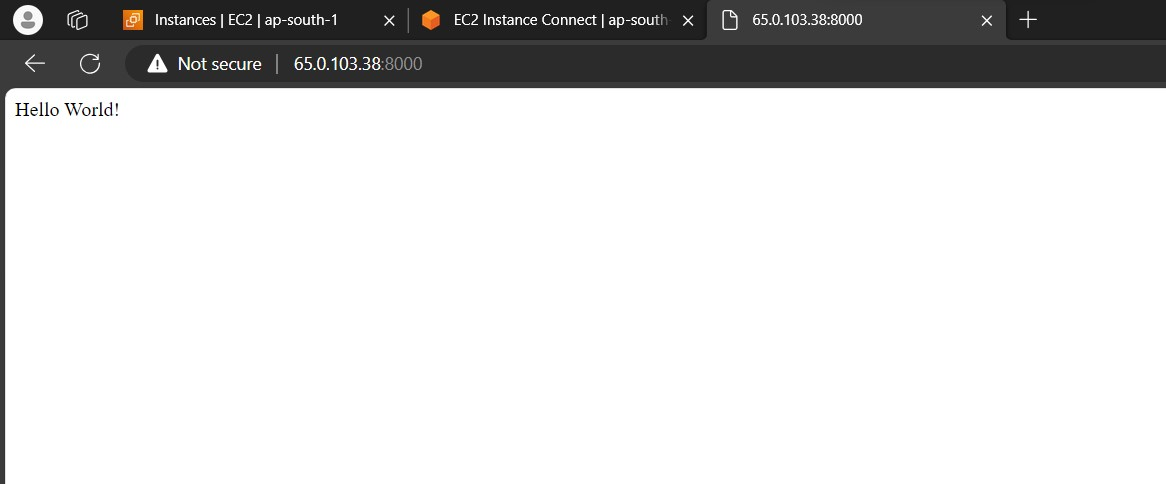 Instances | EC2 | ap-south-1
EC2 Instance Connect | ap-south
65.0.103.38:8000
Not secure
65.0.103.38:8000
Hello World!